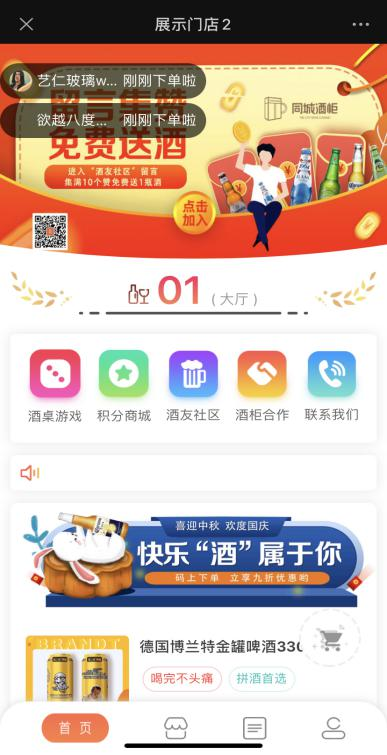 展示门店2
艺仁玻璃w... 刚刚下单啦
欲越八度... 刚刚下单啦
留言集赞
免费送酒
进入“酒友社区”留言
集满10个赞免费送1瓶酒
同城酒柜
点击
加入
01 (大厅)
酒桌游戏 积分商城 酒友社区 酒柜合作 联系我们
喜迎中秋 欢度国庆
快乐“酒”属于你
码上下单 立享九折优惠哟
BRANDT
德国博兰特金罐啤酒330
喝完不头痛 拼酒首选
首页